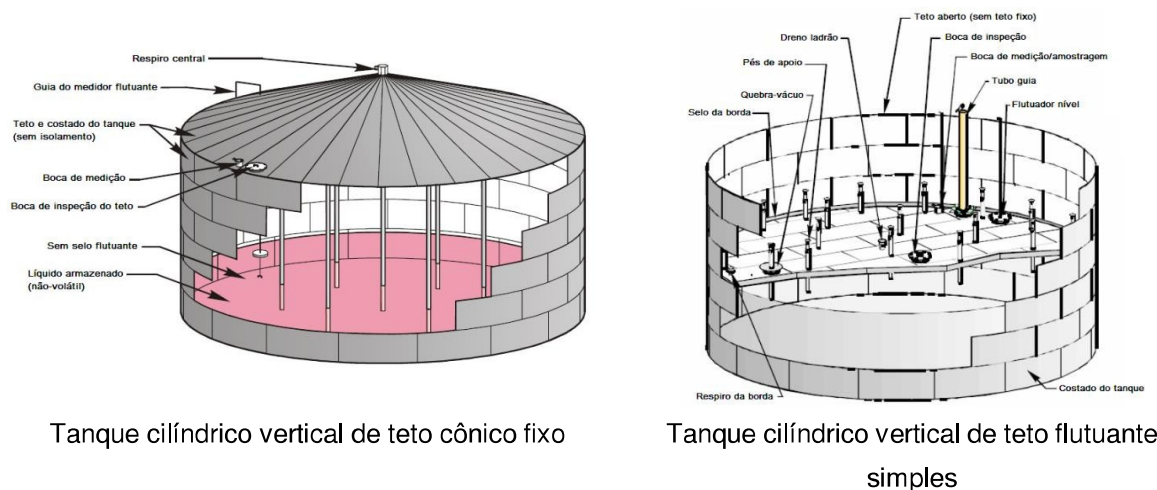 Respiro central
Guia do medidor flutuante
Teto e costado do tanque
(sem isolamento)
Boca de medição
Boca de inspeção do teto
Sem selo flutuante
Líquido armazenado
(não-volátil)
Tanque cilíndrico vertical de teto cônico fixo
Teto aberto (sem teto fixo)
Dreno ladrão
Boca de inspeção
Pés de apoio
Boca de medição/amostragem
Quebra-vácuo
Tubo guia
Selo da borda
Flutuador nível
Respiro da borda
Costado do tanque
Tanque cilíndrico vertical de teto flutuante
simples